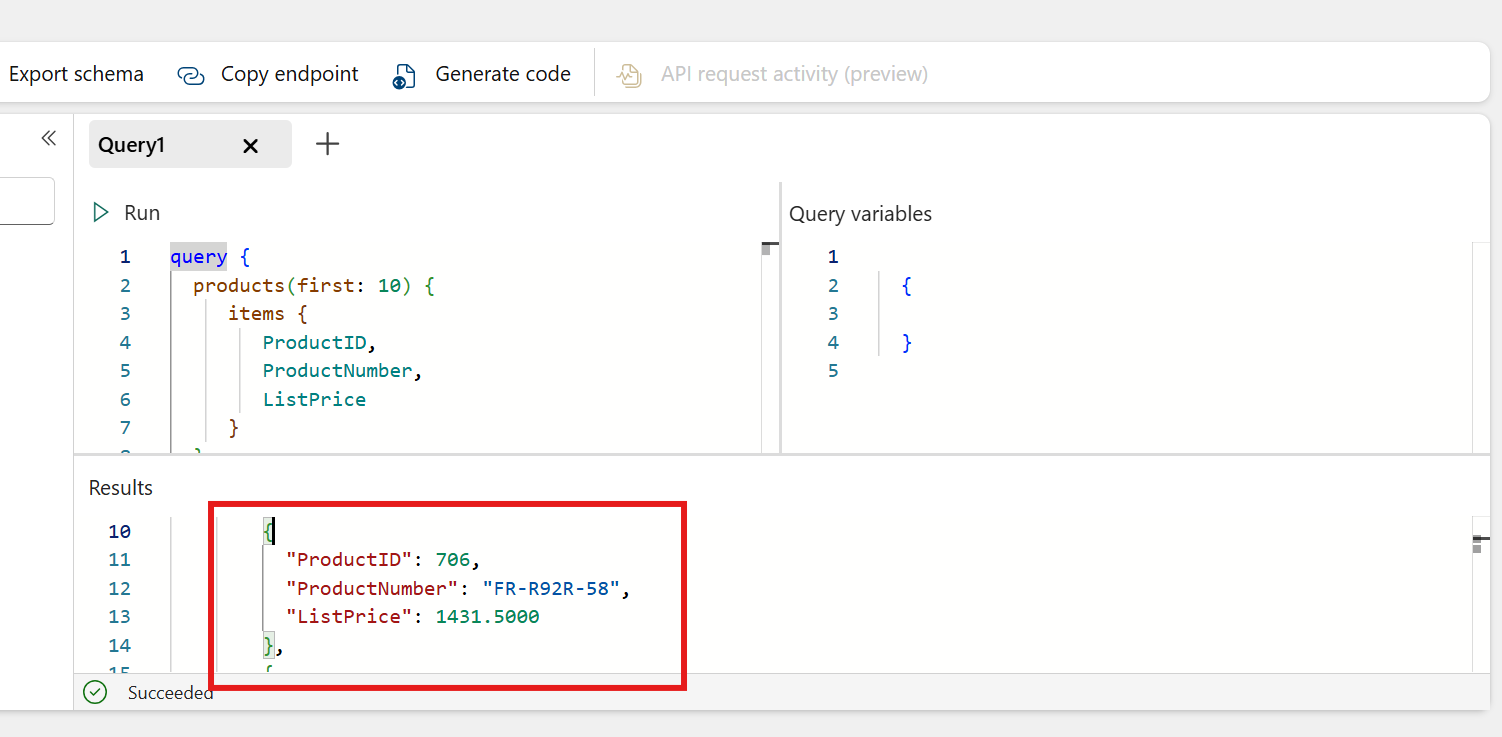 Export schema Copy endpoint Generate code API request activity (preview)
Query1
Run
Query variables
1 query {
2 products(first: 10) {
3 items {
4 ProductID,
5 ProductNumber,
6 ListPrice
7 }
1
2 {
3
4 }
5
Results
10 {
11 "ProductID": 706,
12 "ProductNumber": "FR-R92R-58",
13 "ListPrice": 1431.5000
14 },
15 {
Succeeded